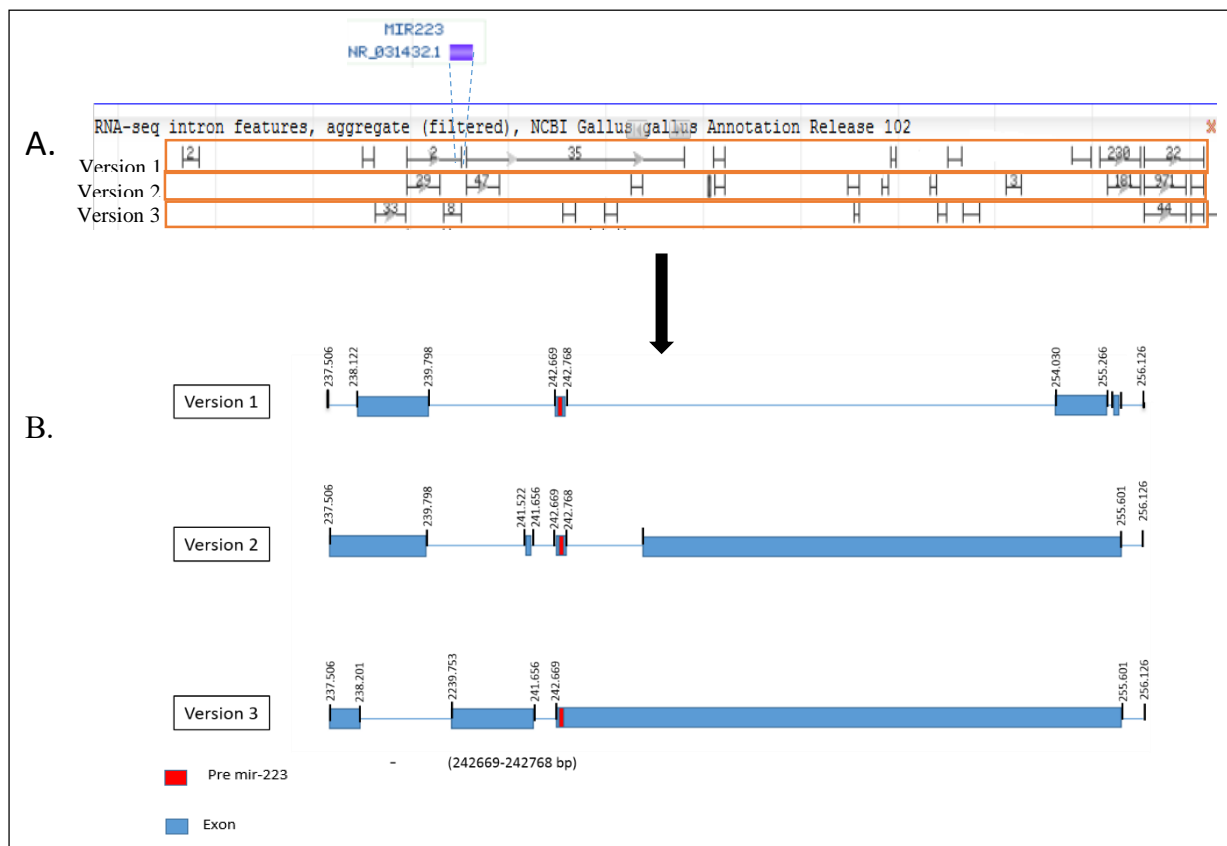 MIR223
NR_031432.1
A.
RNA-seq intron features, aggregate (filtered), NCBI Gallus gallus Annotation Release 102
Version 1
2 2 35 230 22
Version 2
29 47 3 181 971
Version 3
33 8 44
B.
Version 1
237.506 238.122 239.798 242.669 242.768 254.030 255.266 256.126
Version 2
237.506 239.798 241.522 241.656 242.669 242.768 255.601 256.126
Version 3
237.506 238.201 2239.753 241.656 242.669 255.601 256.126
- (242669-242768 bp)
Pre mir-223
Exon